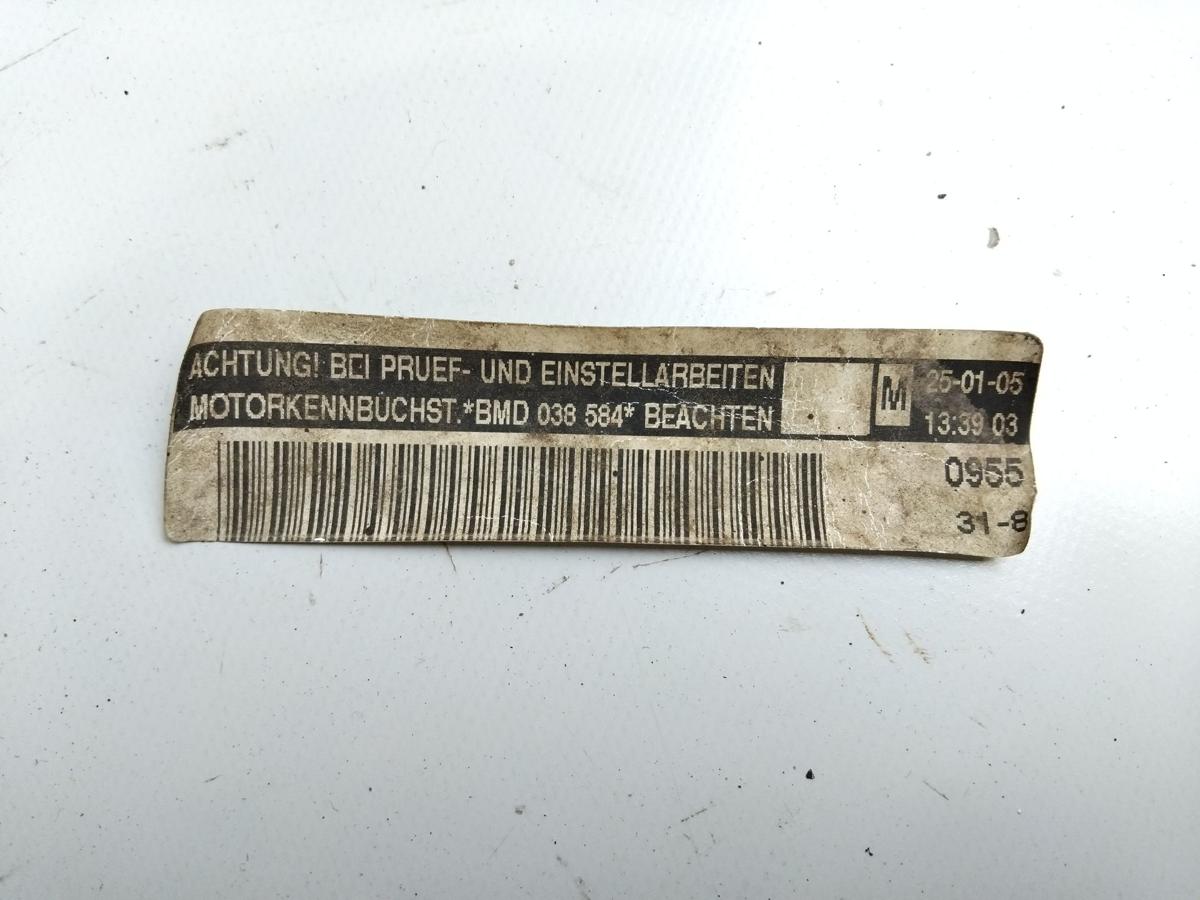 ACHTUNG! BEI PRUEF- UND EINSTELLARBEITEN
MOTORKENNBUCHST.*BMD 038 584* BEACHTEN
M
25-01-05
13:39 03
0955
31-8